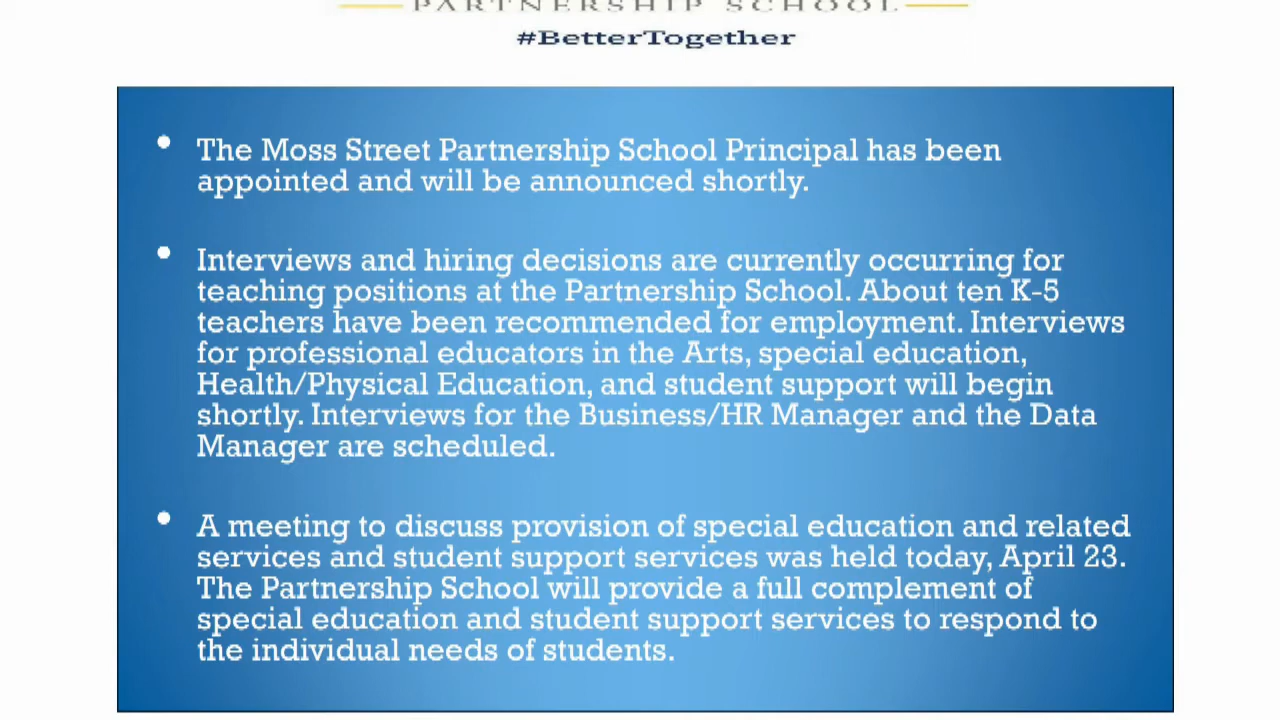 PARTNERSHIP SCHOOL
#BetterTogether
• The Moss Street Partnership School Principal has been
appointed and will be announced shortly.
• Interviews and hiring decisions are currently occurring for
teaching positions at the Partnership School. About ten K-5
teachers have been recommended for employment. Interviews
for professional educators in the Arts, special education,
Health/Physical Education, and student support will begin
shortly. Interviews for the Business/HR Manager and the Data
Manager are scheduled.
• A meeting to discuss provision of special education and related
services and student support services was held today, April 23.
The Partnership School will provide a full complement of
special education and student support services to respond to
the individual needs of students.